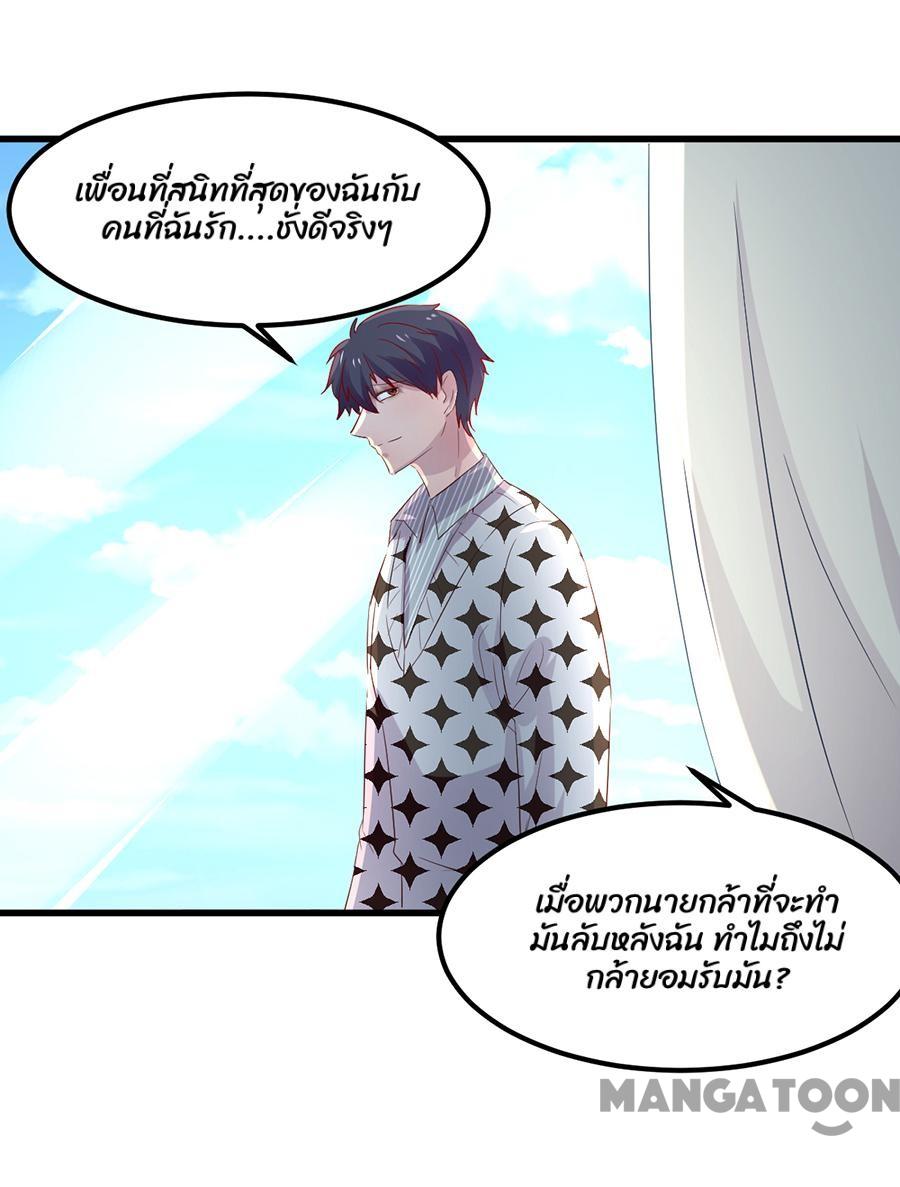 เพื่อนที่สนิทที่สุดของฉันกับ
คนที่ฉันรัก....ชั่งดีจริงๆ
เมื่อพวกนายกล้าที่จะทำ
มันลับหลังฉัน ทำไมถึงไม่
กล้ายอมรับมัน?
MANGATOON